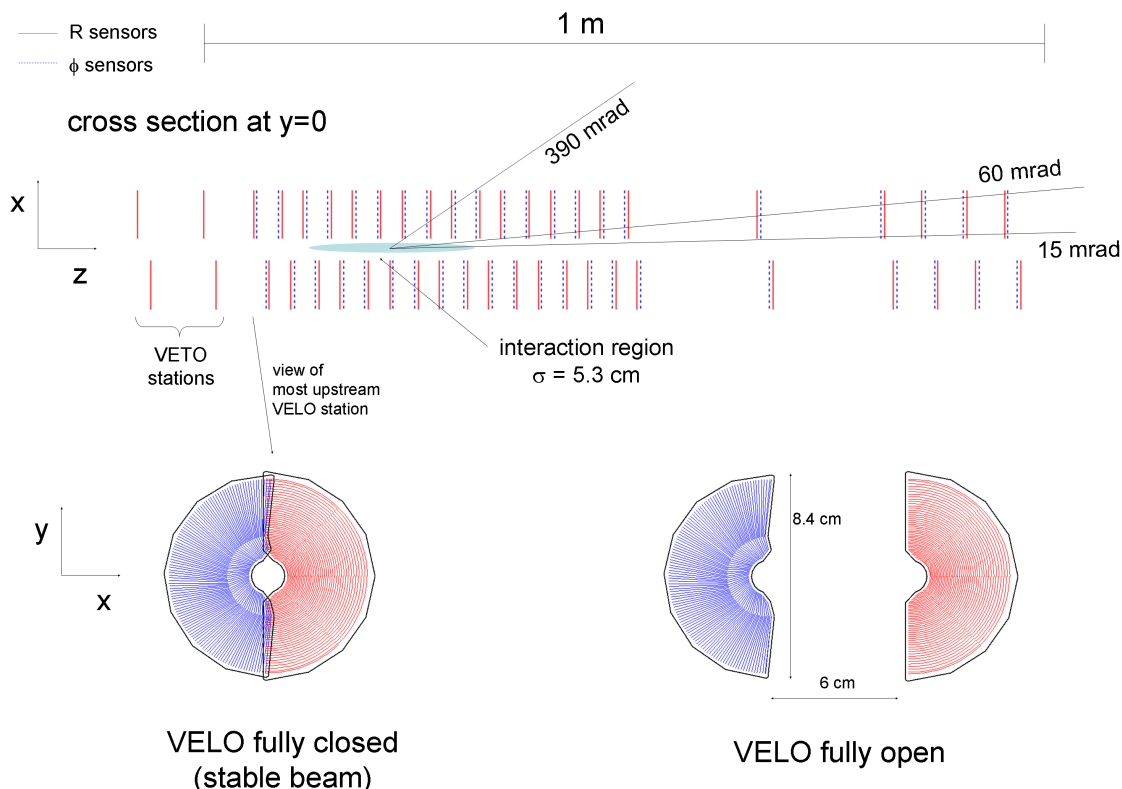 1 m
R sensors
ϕ sensors
cross section at y=0
390 mrad
60 mrad
15 mrad
x
z
VETO
stations
view of
most upstream
VELO station
interaction region
σ = 5.3 cm
y
x
8.4 cm
6 cm
VELO fully closed
(stable beam)
VELO fully open